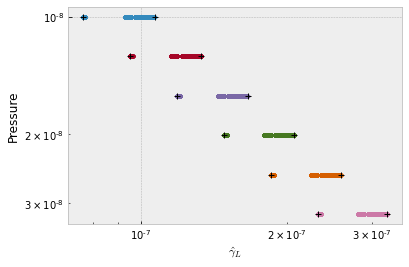 10⁻⁸
2 × 10⁻⁸
3 × 10⁻⁸
Pressure
10⁻⁷
2 × 10⁻⁷
3 × 10⁻⁷
γ̂_L